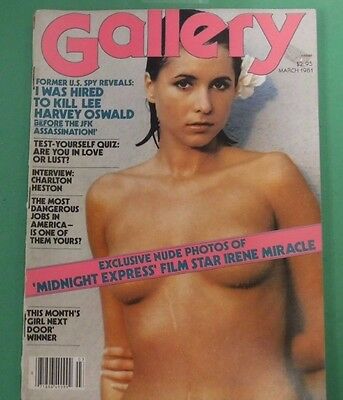 Gallery
$2.95
MARCH 1981
FORMER U.S. SPY REVEALS:
'I WAS HIRED
TO KILL LEE
HARVEY OSWALD
BEFORE THE JFK
ASSASSINATION!'
TEST-YOURSELF QUIZ:
ARE YOU IN LOVE
OR LUST?
INTERVIEW:
CHARLTON
HESTON
THE MOST
DANGEROUS
JOBS IN
AMERICA—
IS ONE OF
THEM YOURS?
EXCLUSIVE NUDE PHOTOS OF
'MIDNIGHT EXPRESS' FILM STAR IRENE MIRACLE
THIS MONTH'S
'GIRL NEXT
DOOR' WINNER
03